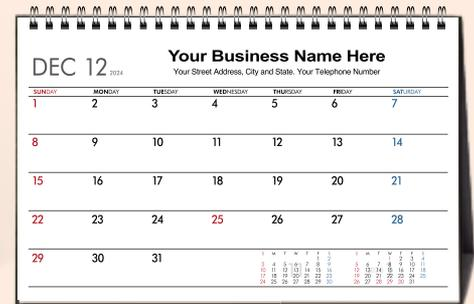 Your Business Name Here
DEC 12 2024
Your Street Address, City and State. Your Telephone Number
SUNDAY MONDAY TUESDAY WEDNESDAY THURSDAY FRIDAY SATURDAY
1 2 3 4 5 6 7
8 9 10 11 12 13 14
15 16 17 18 19 20 21
22 23 24 25 26 27 28
29 30 31
S M T W T F S S M T W T F S